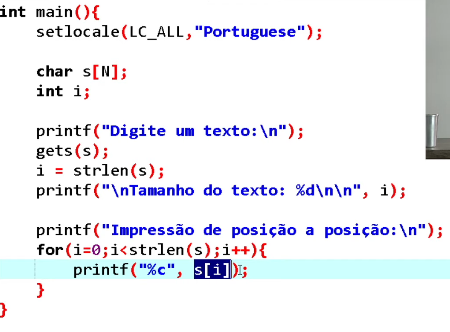 int main(){
setlocale(LC_ALL,"Portuguese");
char s[N];
int i;
printf("Digite um texto:\n");
gets(s);
i = strlen(s);
printf("\nTamanho do texto: %d\n\n", i);
printf("Impressão de posição a posição:\n");
for(i=0;i<strlen(s);i++){
printf("%c", s[i]);
}
}